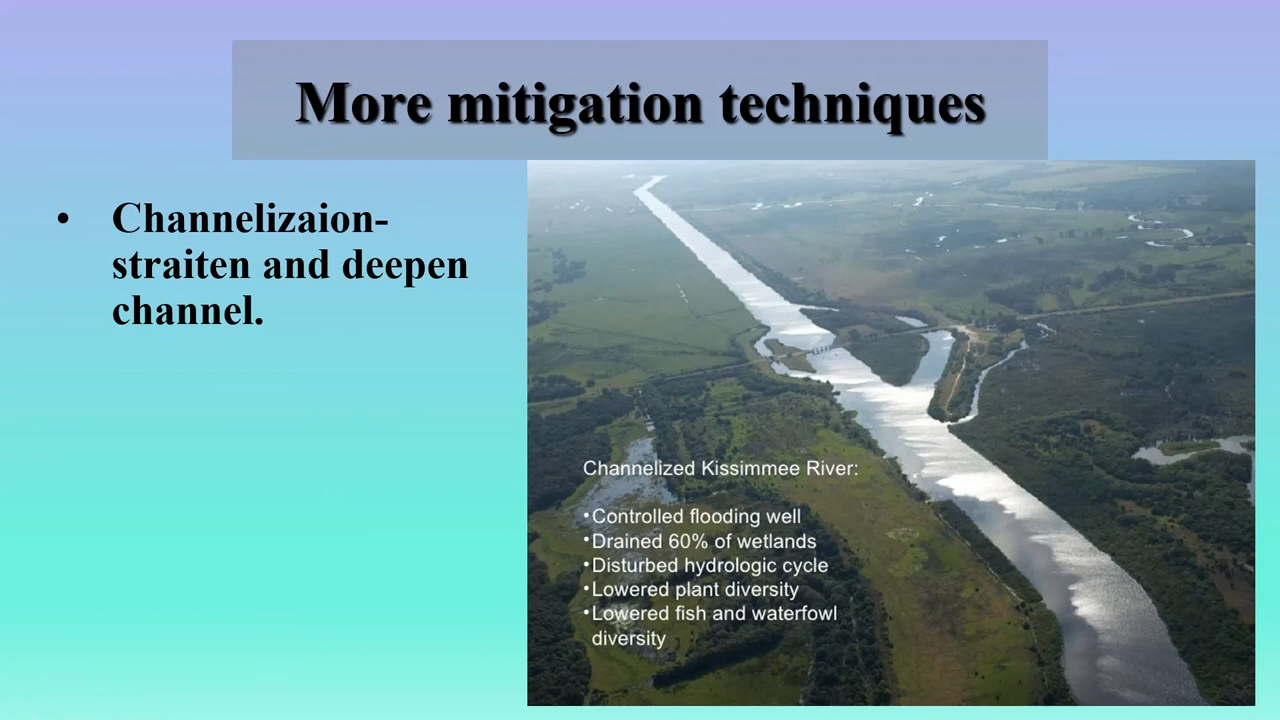 More mitigation techniques
• Channelizaion-
straiten and deepen
channel.
Channelized Kissimmee River:
•Controlled flooding well
•Drained 60% of wetlands
•Disturbed hydrologic cycle
•Lowered plant diversity
•Lowered fish and waterfowl
diversity